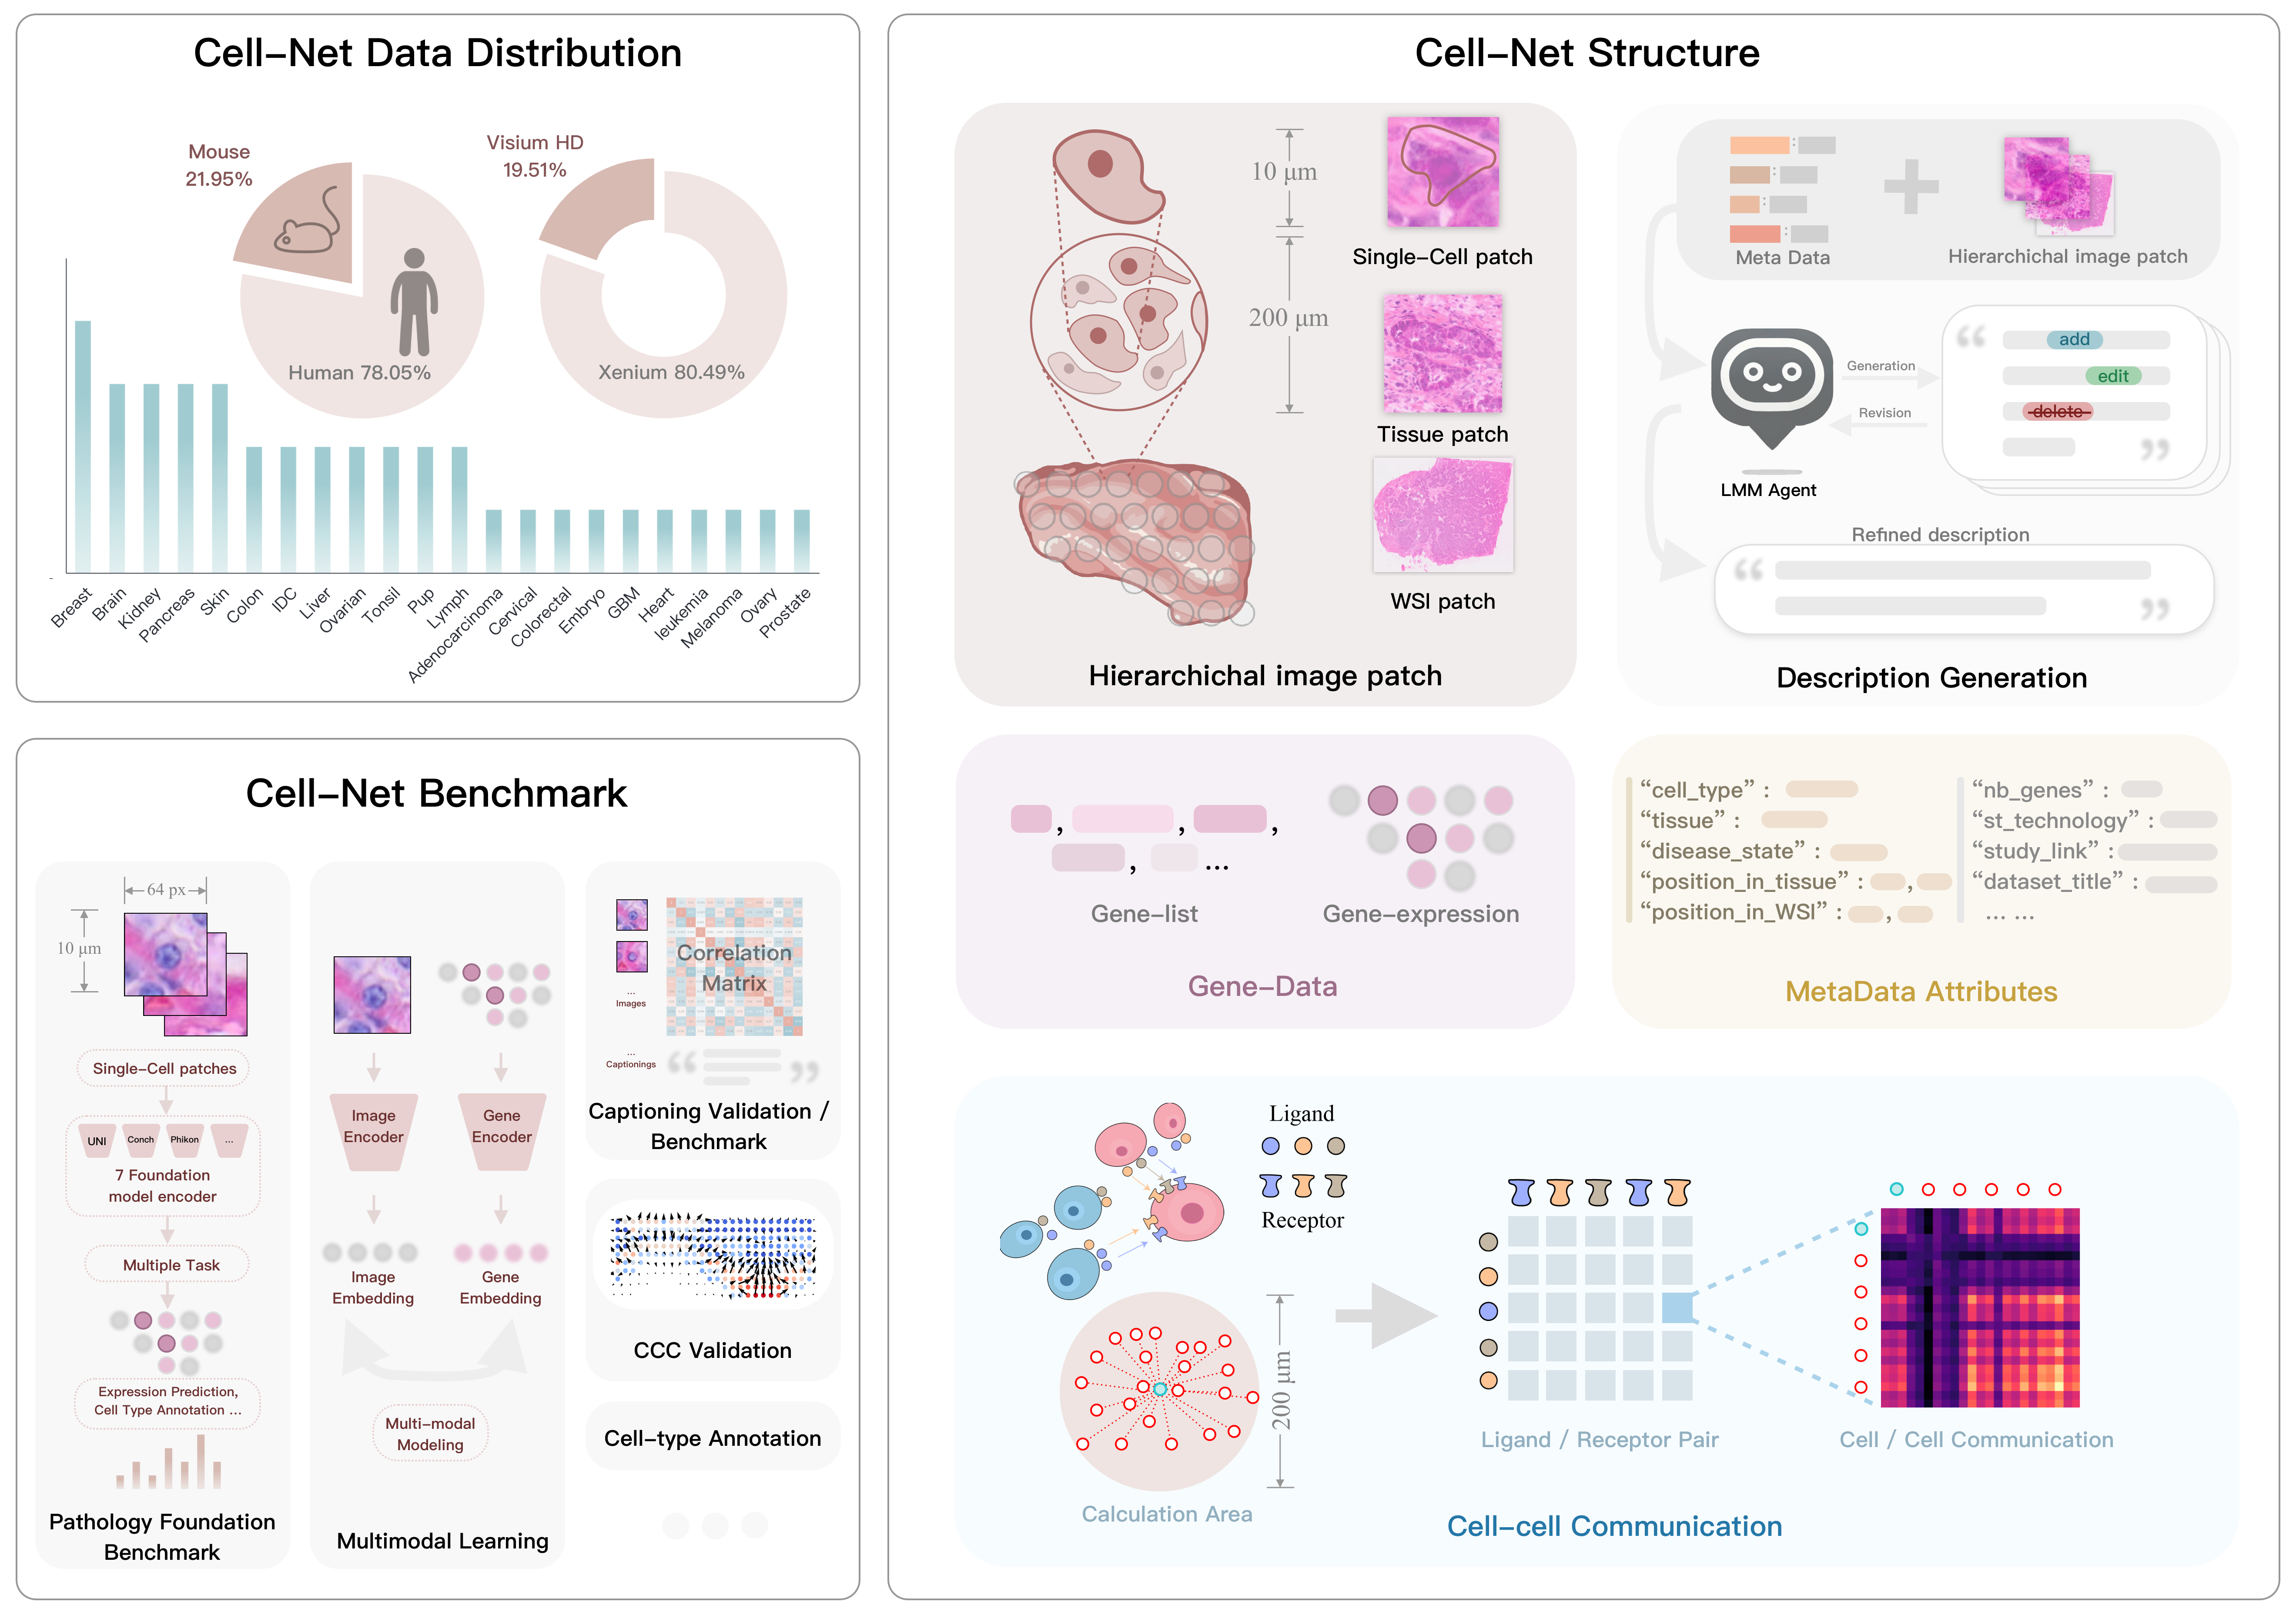 Cell-Net Data Distribution
Mouse
21.95%
Human 78.05%
Visium HD
19.51%
Xenium 80.49%
Breast
Brain
Kidney
Pancreas
Skin
Colon
IDC
Liver
Ovarian
Tonsil
Pup
Lymph
Adenocarcinoma
Cervical
Colorectal
Embryo
GBM
Heart
leukemia
Melanoma
Ovary
Prostate
Cell-Net Benchmark
64 px
10 μm
Single-Cell patches
UNI
Conch
Phikon
...
7 Foundation
model encoder
Multiple Task
Expression Prediction,
Cell Type Annotation ...
Pathology Foundation
Benchmark
Image
Encoder
Gene
Encoder
Image
Embedding
Gene
Embedding
Multi-modal
Modeling
Multimodal Learning
...
Images
Correlation
Matrix
...
Captionings
“ ”
Captioning Validation /
Benchmark
CCC Validation
Cell-type Annotation
Cell-Net Structure
10 μm
200 μm
Single-Cell patch
Tissue patch
WSI patch
Hierarchichal image patch
Meta Data
Hierarchichal image patch
LMM Agent
Generation
Revision
“
add
edit
delete
”
Refined description
“ ”
Description Generation
, , ,
, ...
Gene-list
Gene-expression
Gene-Data
“cell_type” :
“tissue” :
“disease_state” :
“position_in_tissue” : ,
“position_in_WSI” : ,
“nb_genes” :
“st_technology” :
“study_link” :
“dataset_title” :
... ...
MetaData Attributes
Ligand
Receptor
200 μm
Calculation Area
Ligand / Receptor Pair
Cell / Cell Communication
Cell-cell Communication